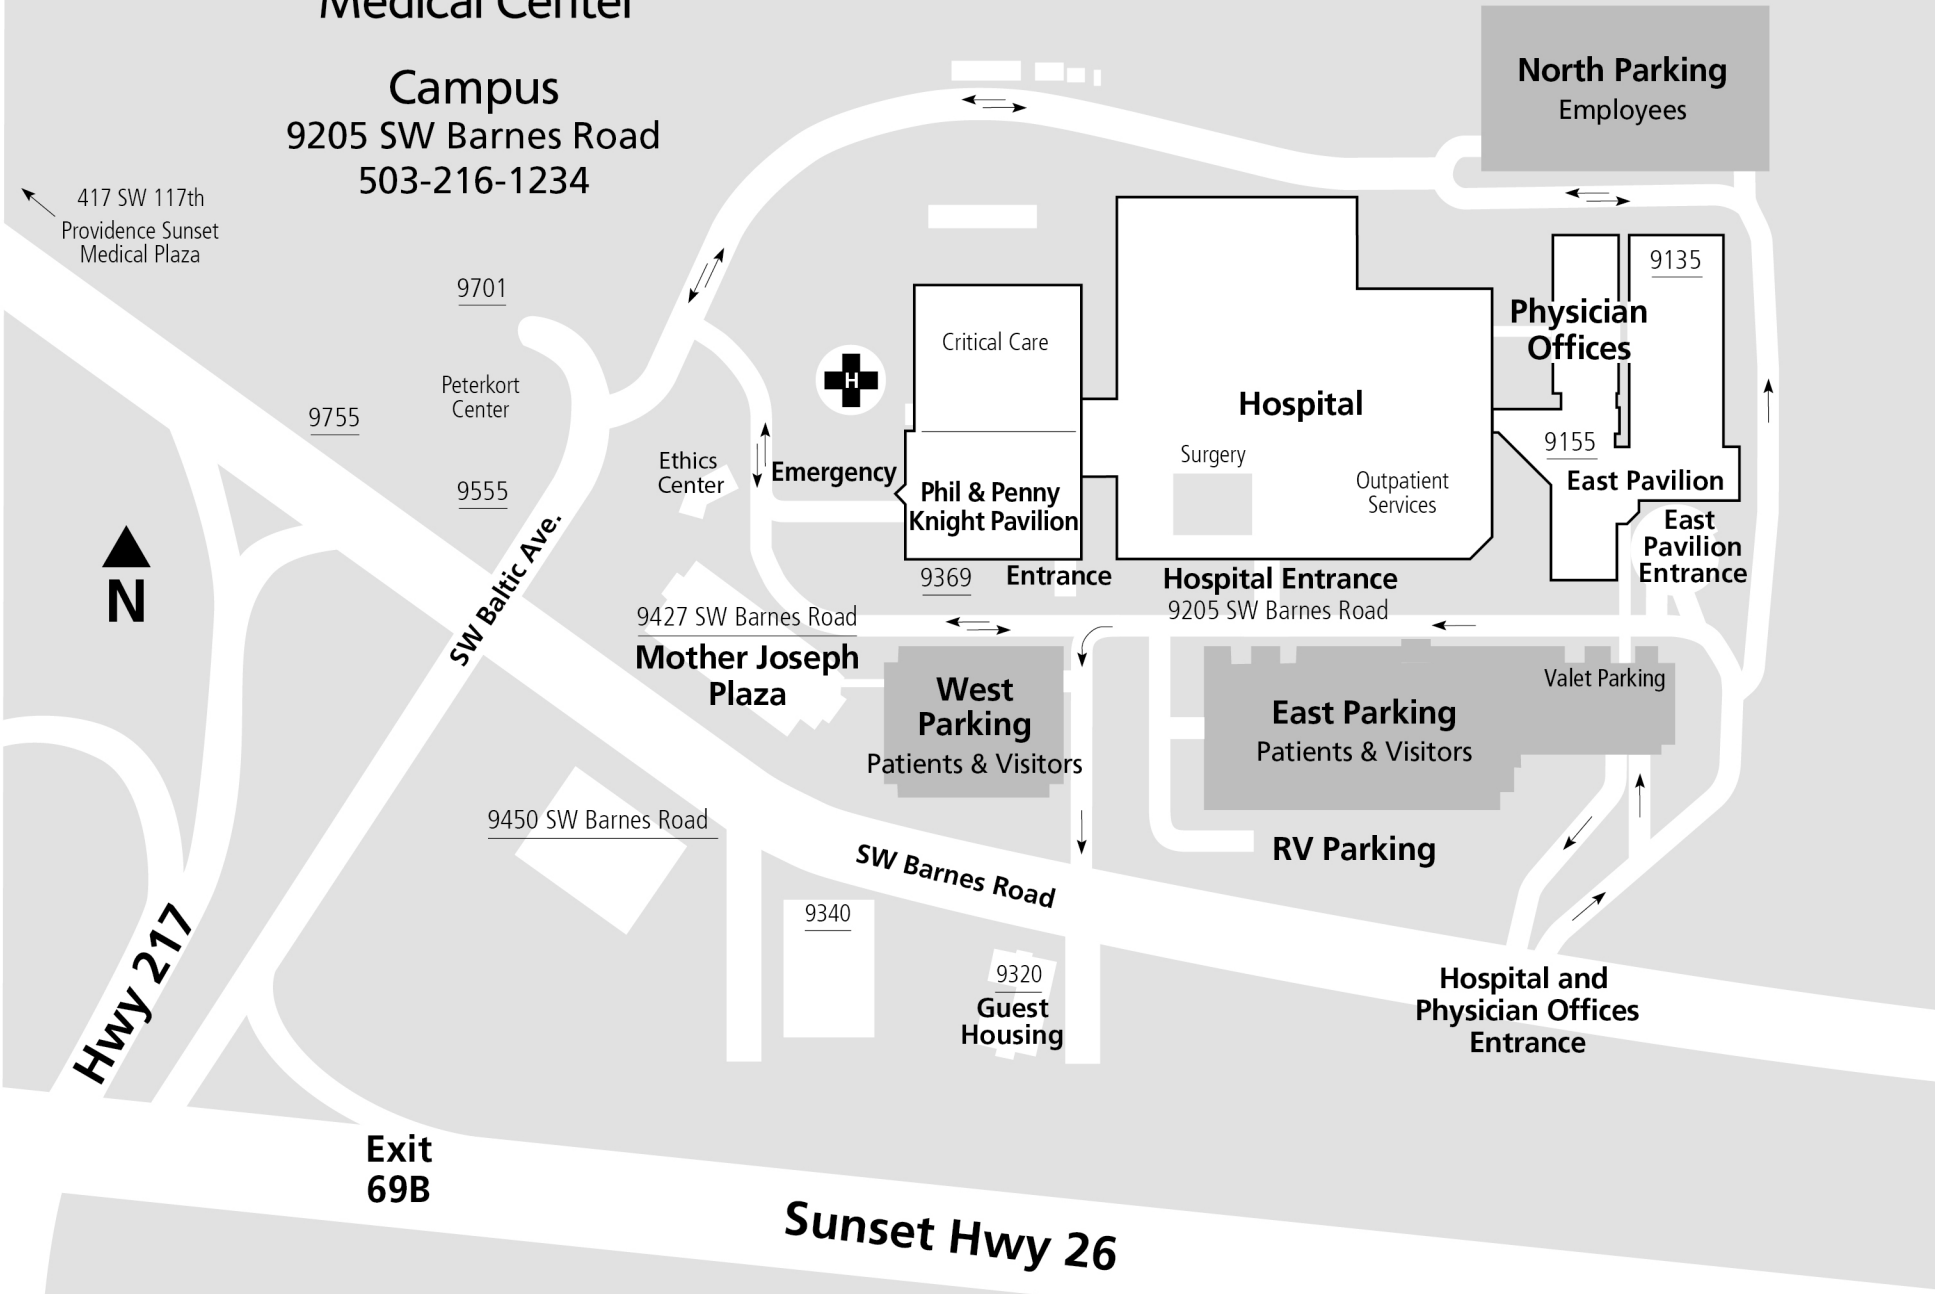 Medical Center
Campus
9205 SW Barnes Road
503-216-1234
North Parking
Employees
417 SW 117th
Providence Sunset
Medical Plaza
9701
9135
Physician
Offices
Critical Care
Peterkort
Center
H
Hospital
9755
9155
Surgery
Ethics
Center
Emergency
Outpatient
Services
East Pavilion
9555
Phil & Penny
Knight Pavilion
East
Pavilion
Entrance
SW Baltic Ave.
N
9369
Entrance
Hospital Entrance
9205 SW Barnes Road
9427 SW Barnes Road
Mother Joseph
Plaza
West
Parking
Patients & Visitors
Valet Parking
East Parking
Patients & Visitors
9450 SW Barnes Road
RV Parking
SW Barnes Road
9340
Hwy 217
9320
Guest
Housing
Hospital and
Physician Offices
Entrance
Exit
69B
Sunset Hwy 26